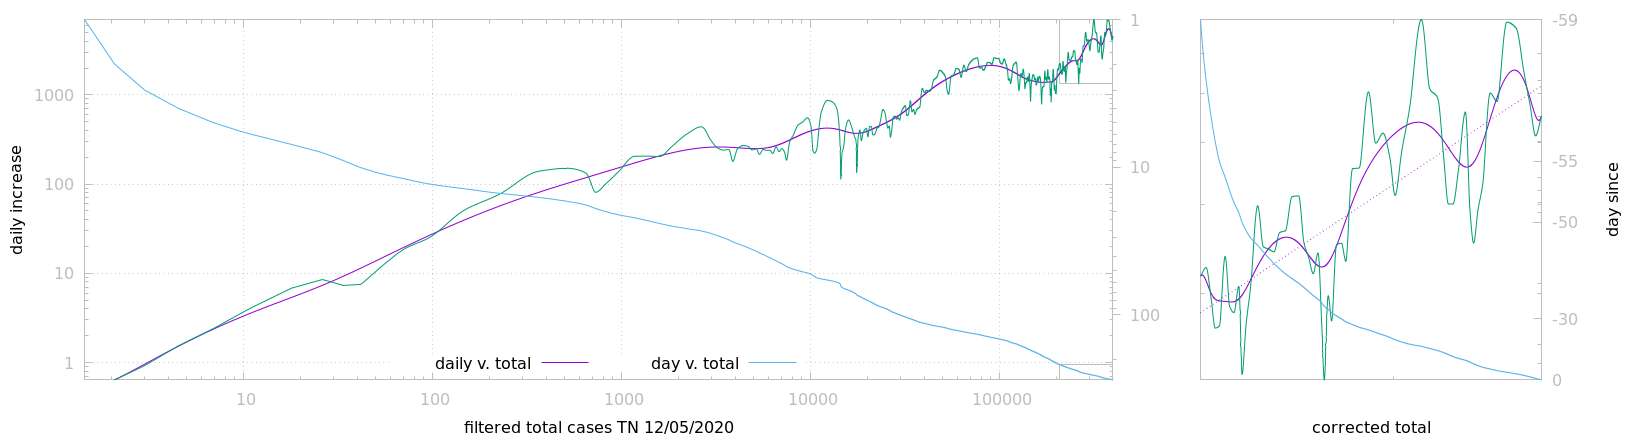 daily increase
1000
100
10
1
daily v. total
day v. total
10
100
1000
10000
100000
filtered total cases TN 12/05/2020
1
10
100
-59
-55
-50
-30
0
day since
corrected total